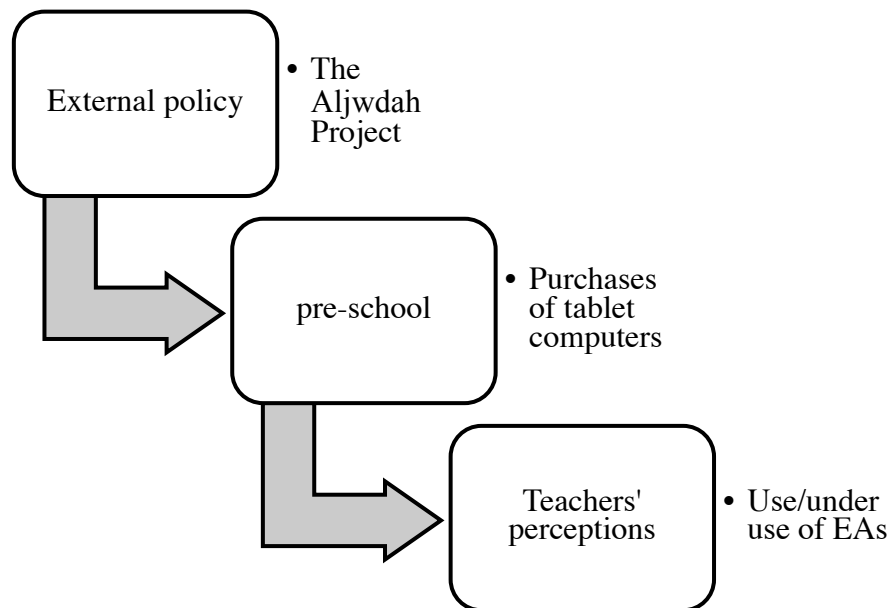 External policy
• The
Aljwdah
Project
pre-school
• Purchases
of tablet
computers
Teachers'
perceptions
• Use/under
use of EAs